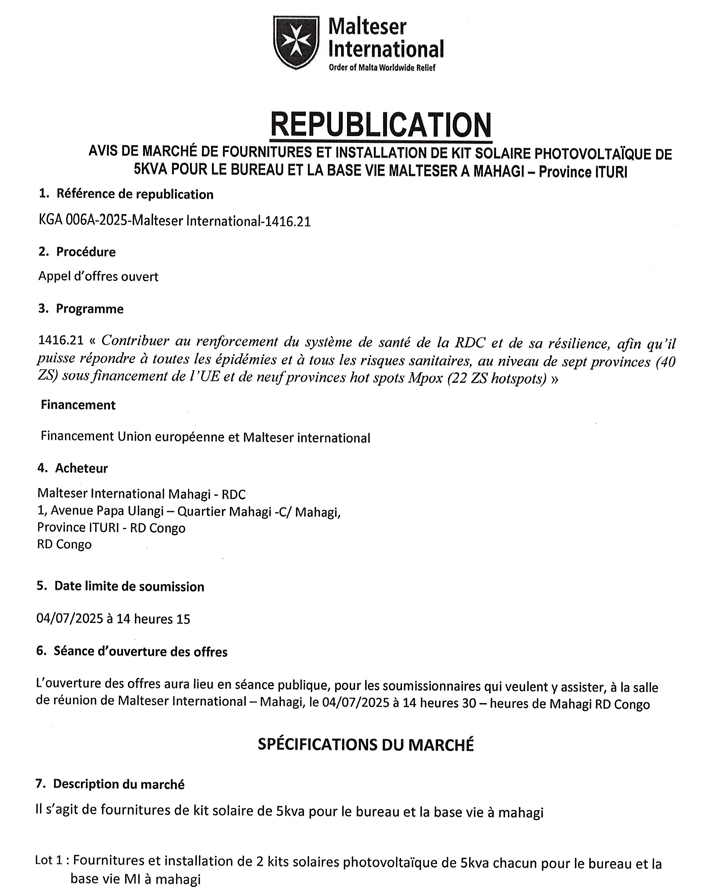 Malteser
International
Order of Malta Worldwide Relief
REPUBLICATION
AVIS DE MARCHÉ DE FOURNITURES ET INSTALLATION DE KIT SOLAIRE PHOTOVOLTAÏQUE DE
5KVA POUR LE BUREAU ET LA BASE VIE MALTESER A MAHAGI – Province ITURI
1. Référence de republication
KGA 006A-2025-Malteser International-1416.21
2. Procédure
Appel d'offres ouvert
3. Programme
1416.21 « Contribuer au renforcement du système de santé de la RDC et de sa résilience, afin qu'il
puisse répondre à toutes les épidémies et à tous les risques sanitaires, au niveau de sept provinces (40
ZS) sous financement de l'UE et de neuf provinces hot spots Mpox (22 ZS hotspots) »
Financement
Financement Union européenne et Malteser international
4. Acheteur
Malteser International Mahagi - RDC
1, Avenue Papa Ulangi – Quartier Mahagi -C/ Mahagi,
Province ITURI - RD Congo
RD Congo
5. Date limite de soumission
04/07/2025 à 14 heures 15
6. Séance d'ouverture des offres
L'ouverture des offres aura lieu en séance publique, pour les soumissionnaires qui veulent y assister, à la salle
de réunion de Malteser International – Mahagi, le 04/07/2025 à 14 heures 30 – heures de Mahagi RD Congo
SPÉCIFICATIONS DU MARCHÉ
7. Description du marché
Il s'agit de fournitures de kit solaire de 5kva pour le bureau et la base vie à mahagi
Lot 1 : Fournitures et installation de 2 kits solaires photovoltaïque de 5kva chacun pour le bureau et la
base vie MI à mahagi